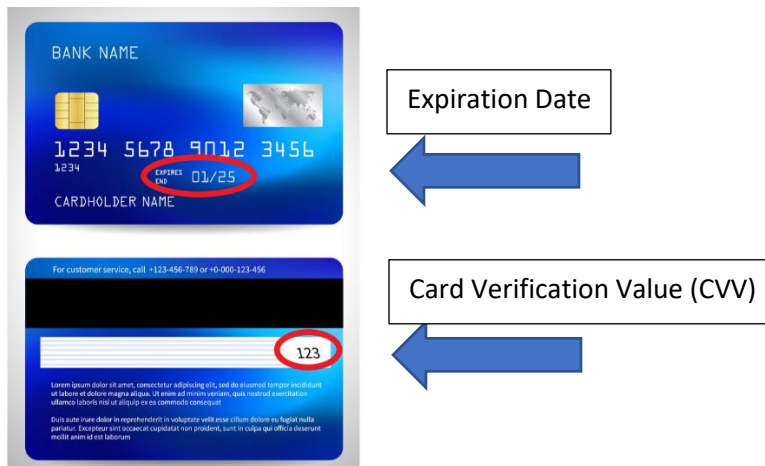 BANK NAME
1234 5678 9012 3456
1234
EXPIRES
END
01/25
CARDHOLDER NAME
Expiration Date
For customer service, call +123-456-789 or +0-000-123-456
123
Lorem ipsum dolor sit amet, consectetur adipiscing elit, sed do eiusmod tempor incididunt
ut labore et dolore magna aliqua. Ut enim ad minim veniam, quis nostrud exercitation
ullamco laboris nisi ut aliquip ex ea commodo consequat
Duis aute irure dolor in reprehenderit in voluptate velit esse cillum dolore eu fugiat nulla
pariatur. Excepteur sint occaecat cupidatat non proident, sunt in culpa qui officia deserunt
mollit anim id est laborum
Card Verification Value (CVV)